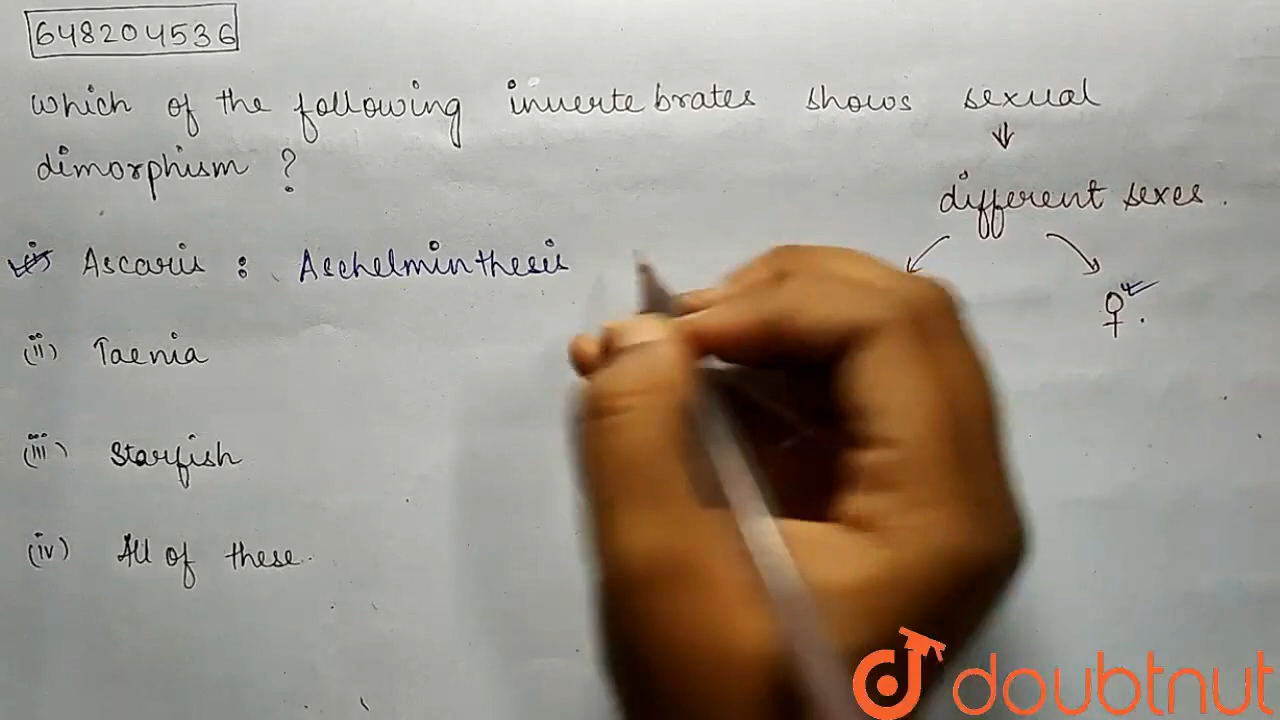 648204536
Which of the following invertebrates shows sexual
dimorphism ?
⇓
different sexes.
(i) Ascaris : Aschelminthesis
♀.
(ii) Taenia
(iii) Starfish
(iv) All of these.
doubtnut